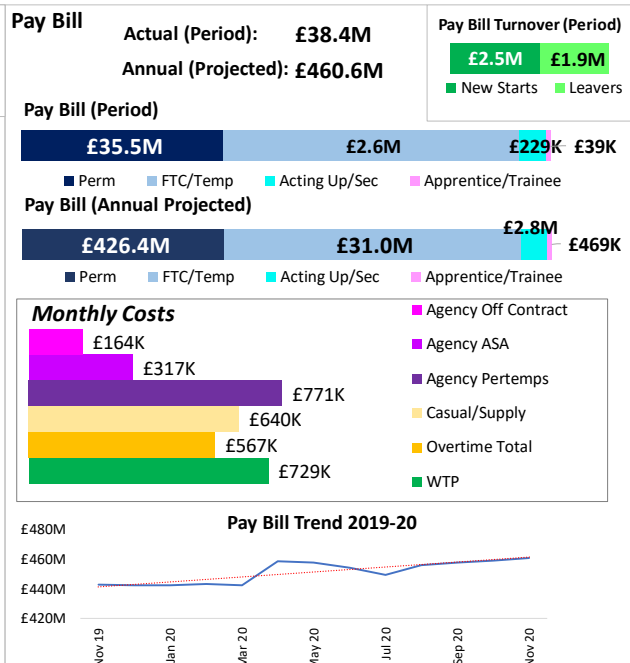 Pay Bill
Actual (Period): £38.4M
Annual (Projected): £460.6M
Pay Bill Turnover (Period)
£2.5M £1.9M
New Starts Leavers
Pay Bill (Period)
£35.5M £2.6M £229K £39K
Perm FTC/Temp Acting Up/Sec Apprentice/Trainee
Pay Bill (Annual Projected)
£426.4M £31.0M £2.8M £469K
Perm FTC/Temp Acting Up/Sec Apprentice/Trainee
Monthly Costs
£164K
£317K
£771K
£640K
£567K
£729K
Agency Off Contract
Agency ASA
Agency Pertemps
Casual/Supply
Overtime Total
WTP
Pay Bill Trend 2019-20
£480M
£460M
£440M
£420M
Nov 19
Jan 20
Mar 20
May 20
Jul 20
Sep 20
Nov 20